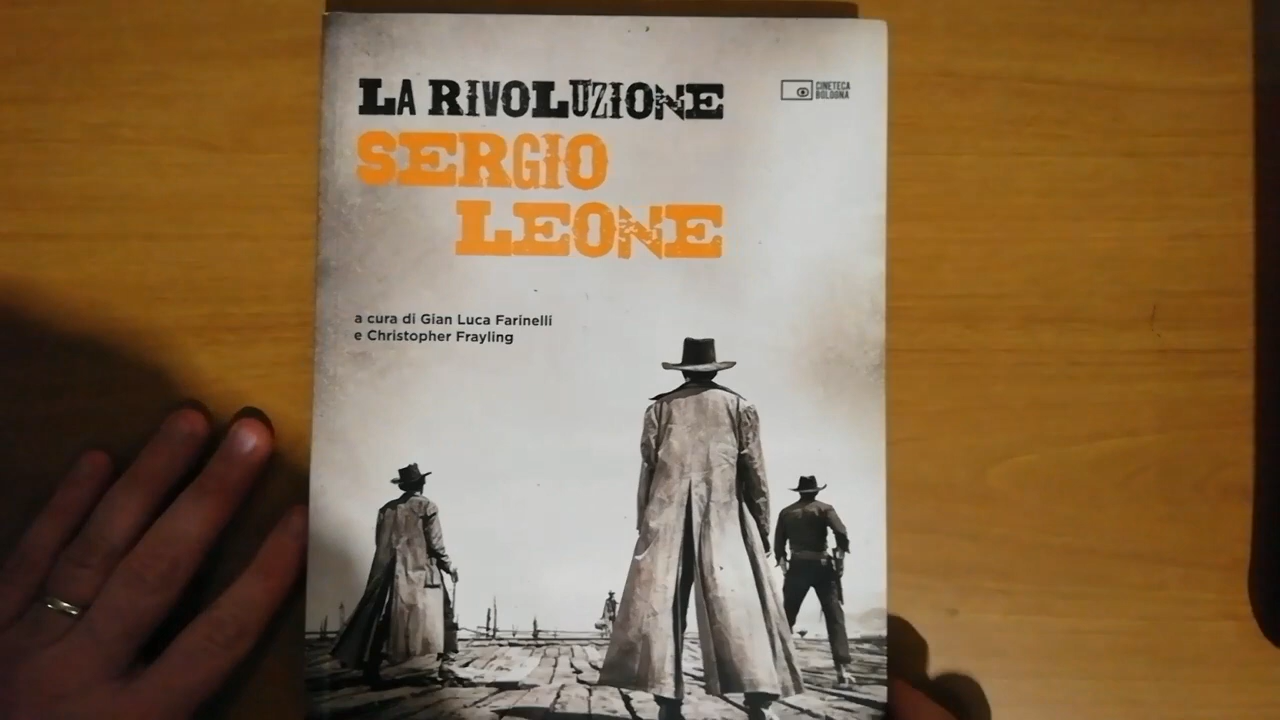 LA RIVOLUZIONE
SERGIO
LEONE
CINETECA
BOLOGNA
a cura di Gian Luca Farinelli
e Christopher Frayling